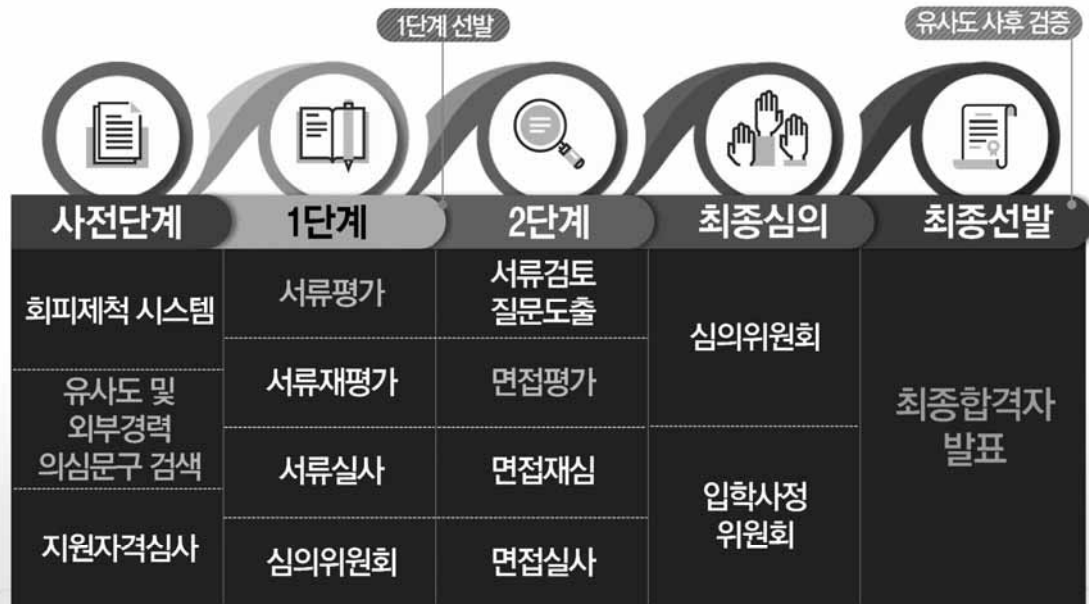 1단계 선발
유사도 사후 검증
사전단계
1단계
2단계
최종심의
최종선발
회피제척 시스템
유사도 및
외부경력
의심문구 검색
지원자격심사
서류평가
서류재평가
서류실사
심의위원회
서류검토
질문도출
면접평가
면접재심
면접실사
심의위원회
입학사정
위원회
최종합격자
발표